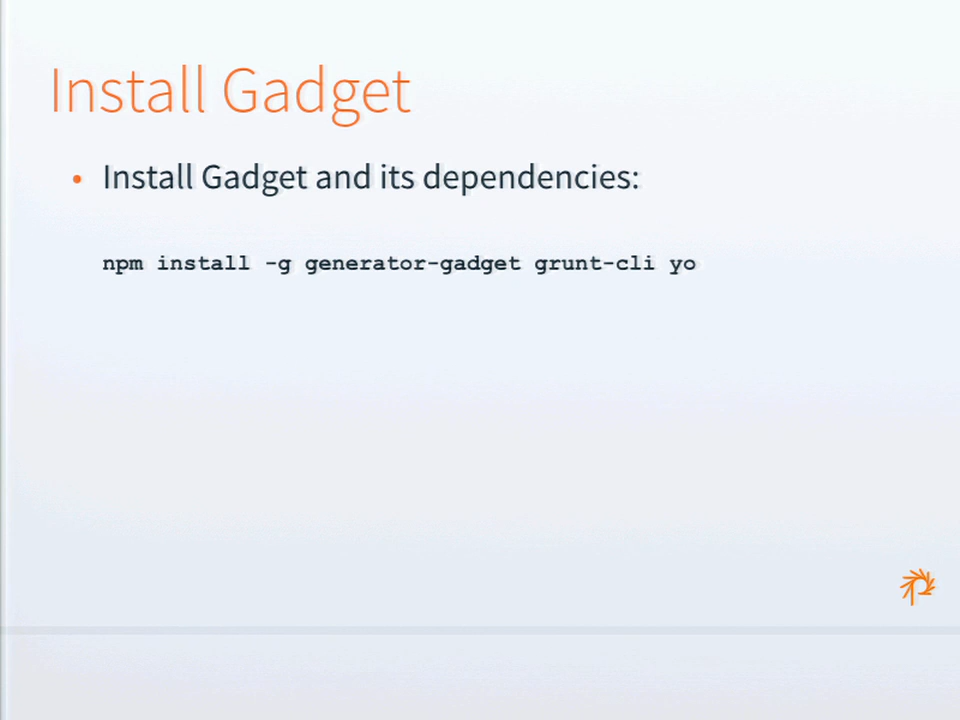 Install Gadget
• Install Gadget and its dependencies:
npm install -g generator-gadget grunt-cli yo